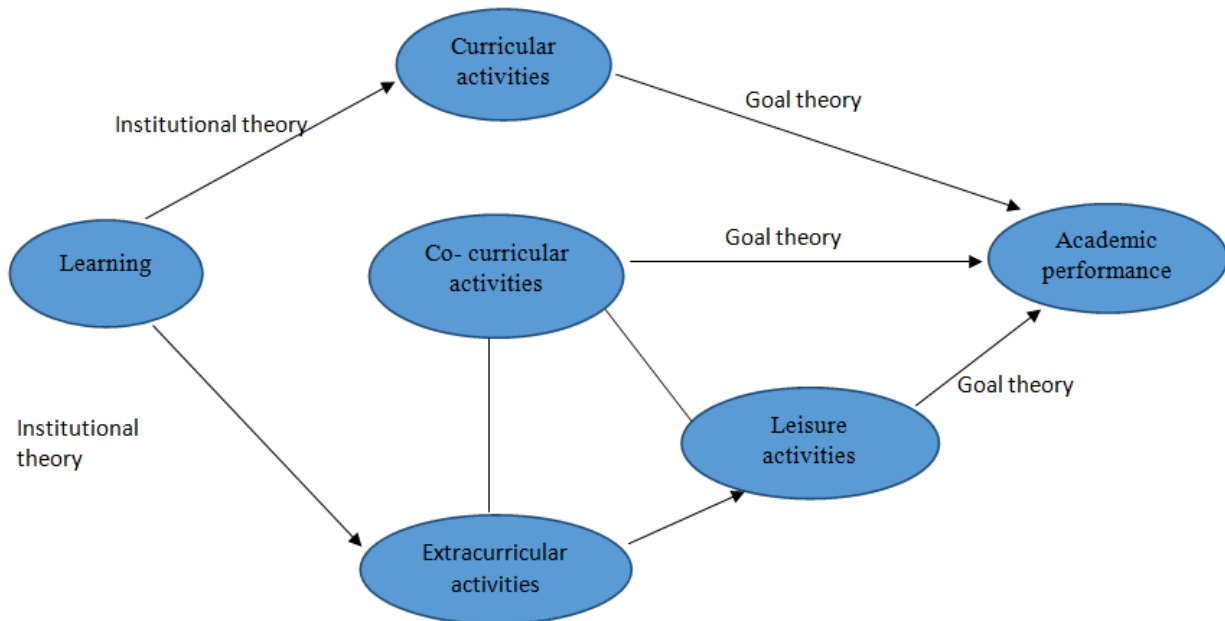 Curricular
activities
Goal theory
Institutional theory
Learning
Co- curricular
activities
Goal theory
Academic
performance
Goal theory
Leisure
activities
Institutional
theory
Extracurricular
activities